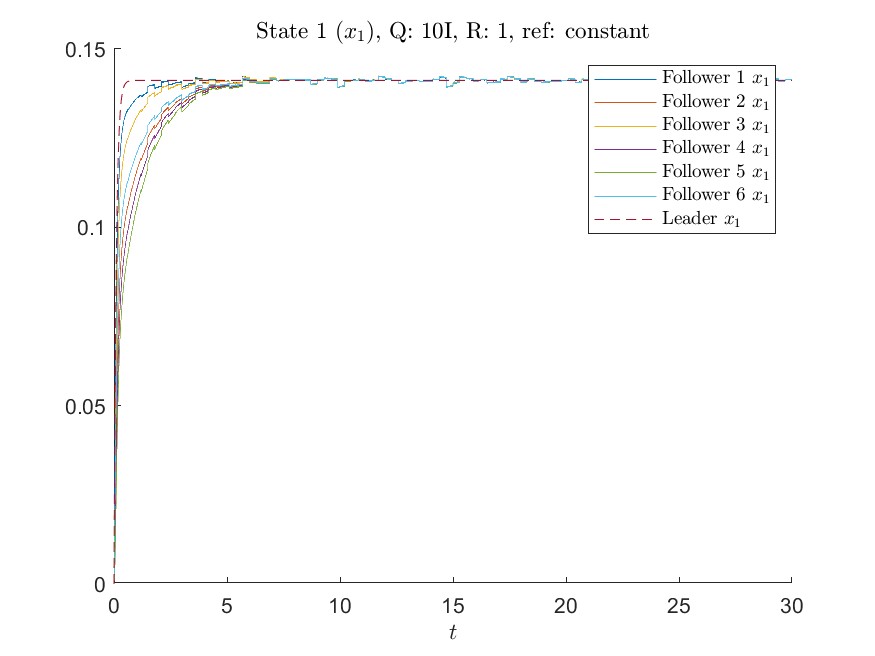 State 1 (x₁), Q: 10I, R: 1, ref: constant
0.15
0.1
0.05
0
0 5 10 15 20 25 30
t
Follower 1 x₁
Follower 2 x₁
Follower 3 x₁
Follower 4 x₁
Follower 5 x₁
Follower 6 x₁
Leader x₁